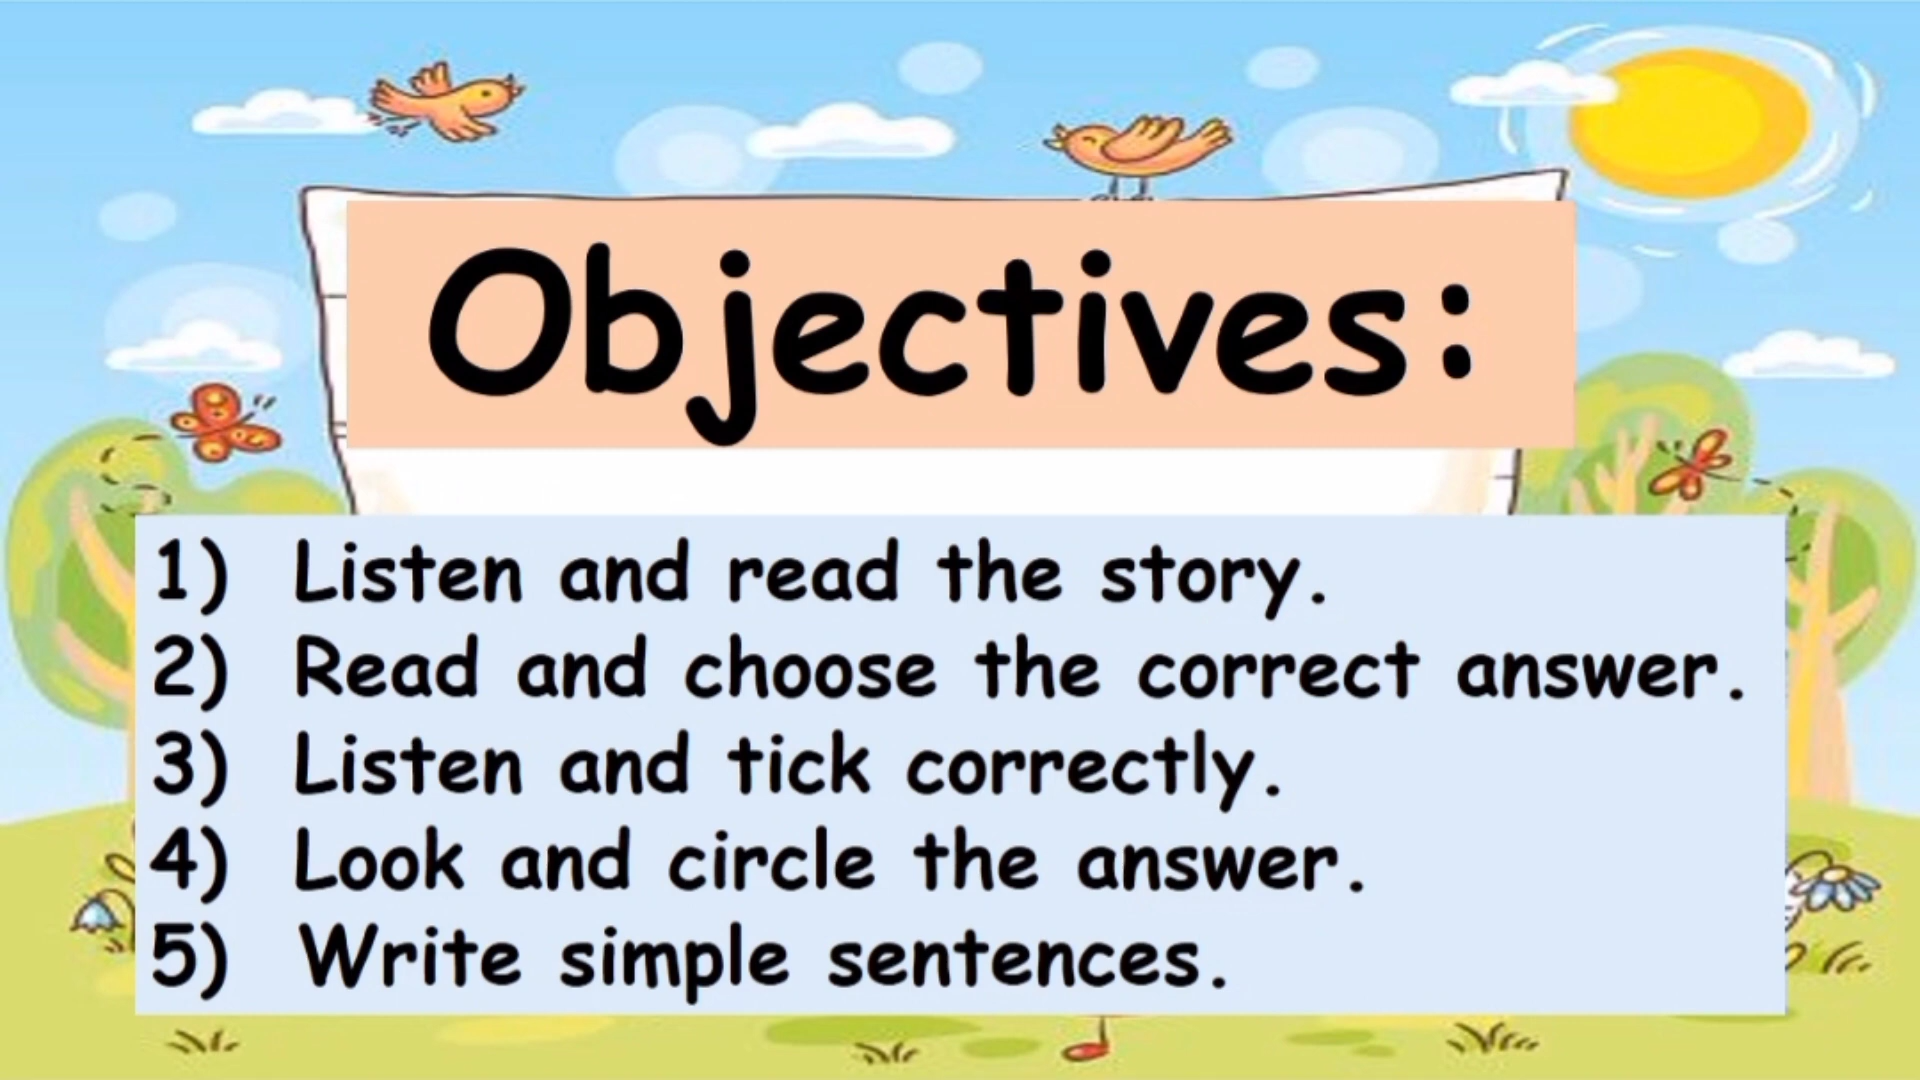 Objectives:
1) Listen and read the story.
2) Read and choose the correct answer.
3) Listen and tick correctly.
4) Look and circle the answer.
5) Write simple sentences.